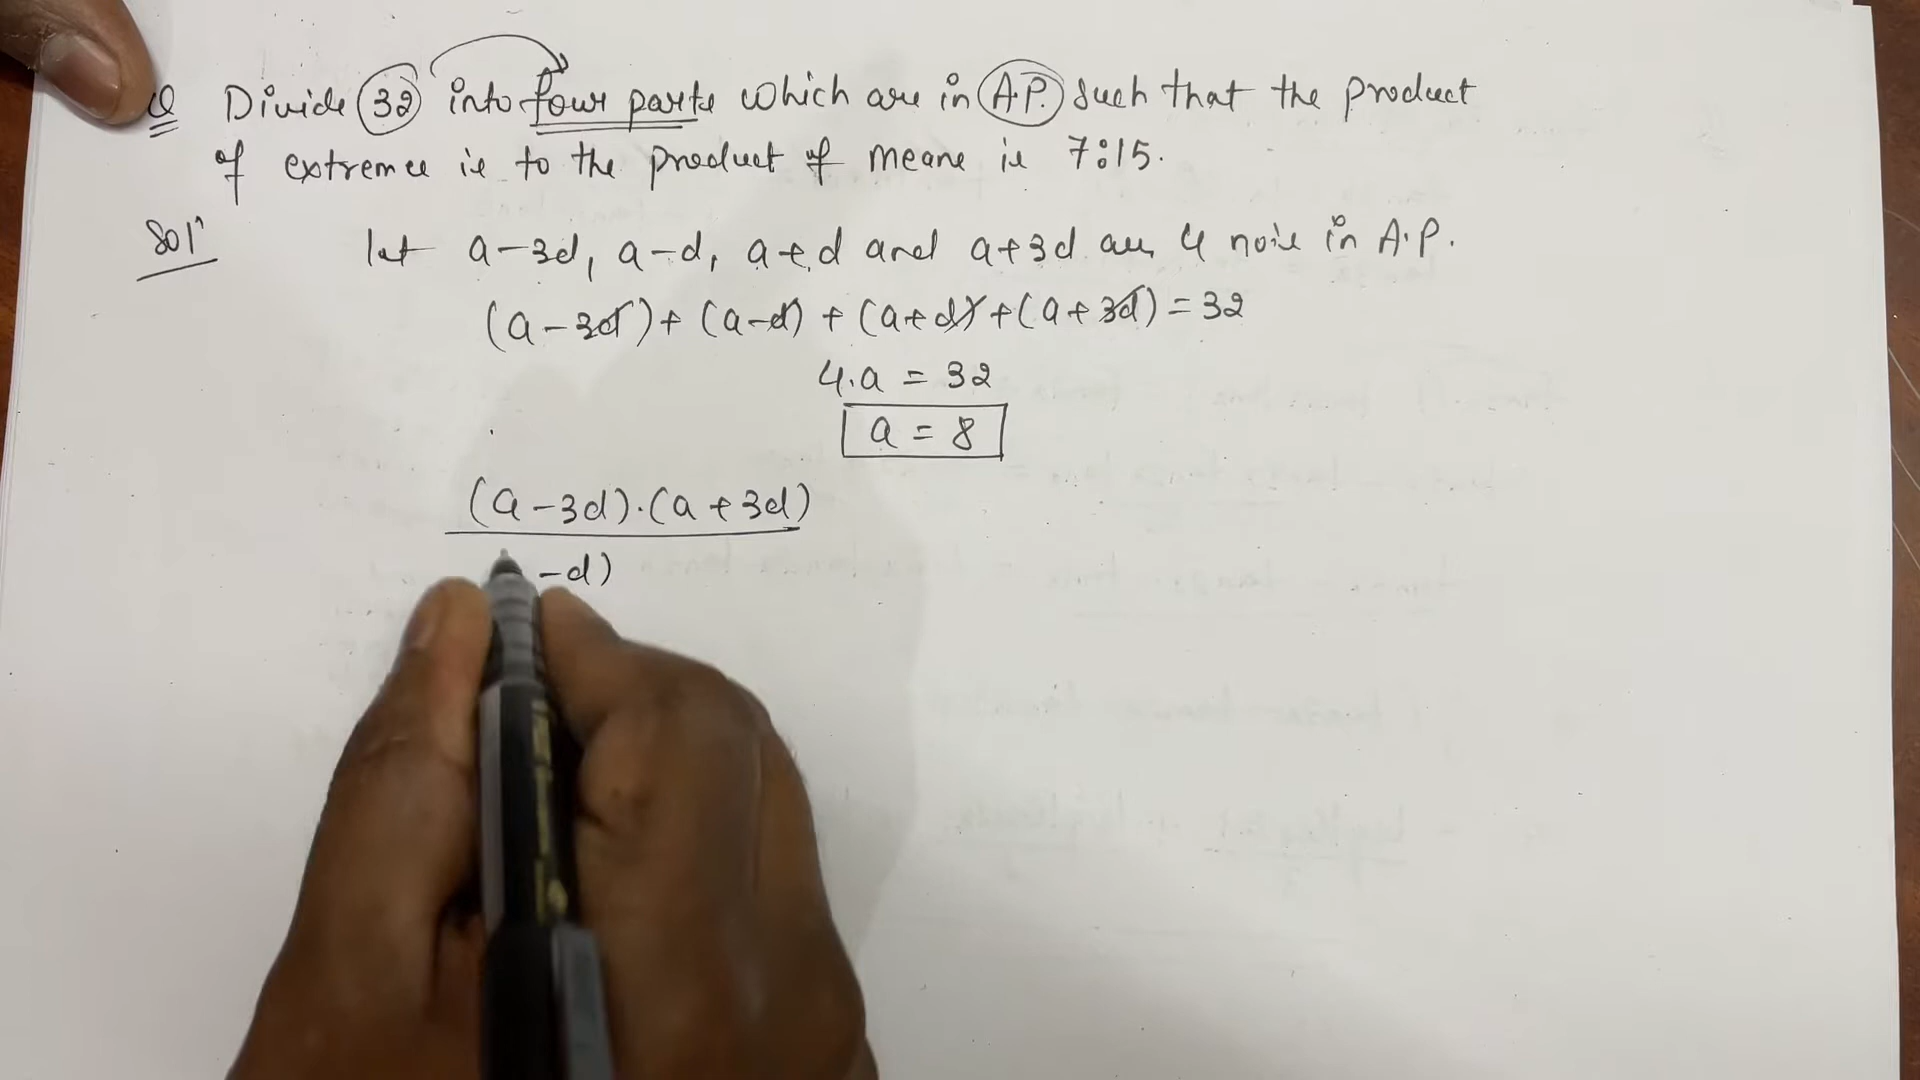 Q Divide 32 into four parts which are in A.P. such that the product
of extremes is to the product of means is 7:15.
Solⁿ let a-3d, a-d, a+d and a+3d are 4 no.s in A.P.
(a-3d)+(a-d)+(a+d)+(a+3d)=32
4.a = 32
a = 8
(a-3d).(a+3d)
-d)